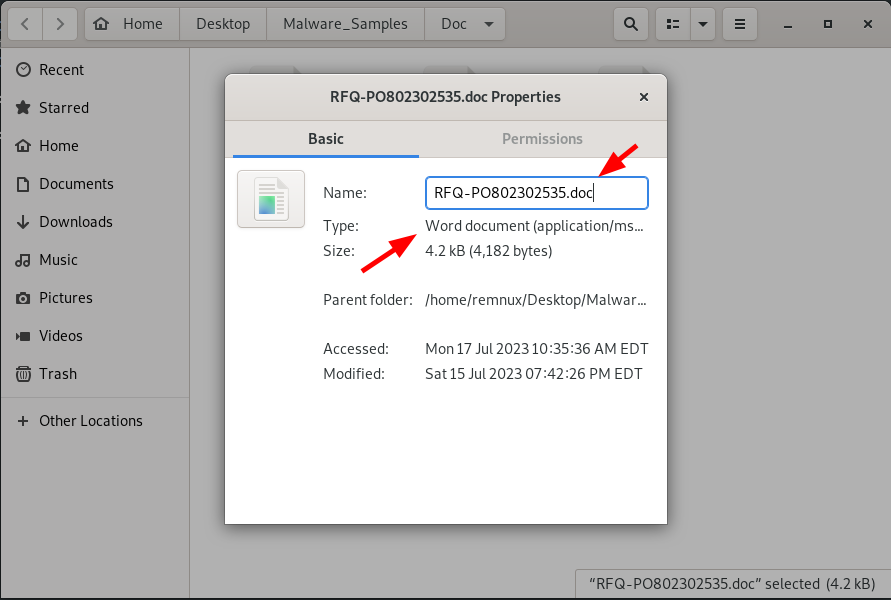 Home Desktop Malware_Samples Doc
Recent
Starred
Home
Documents
Downloads
Music
Pictures
Videos
Trash
Other Locations
RFQ-PO802302535.doc Properties
Basic Permissions
Name: RFQ-PO802302535.doc
Type: Word document (application/ms...
Size: 4.2 kB (4,182 bytes)
Parent folder: /home/remnux/Desktop/Malwar...
Accessed: Mon 17 Jul 2023 10:35:36 AM EDT
Modified: Sat 15 Jul 2023 07:42:26 PM EDT
“RFQ-PO802302535.doc” selected (4.2 kB)